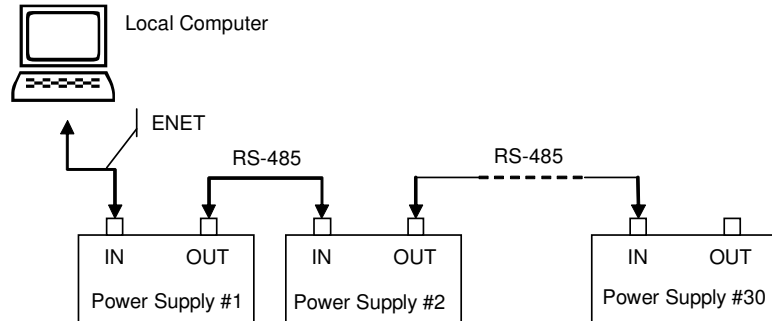 Local Computer
ENET
RS-485
RS-485
IN
OUT
IN
OUT
IN
OUT
Power Supply #1
Power Supply #2
Power Supply #30